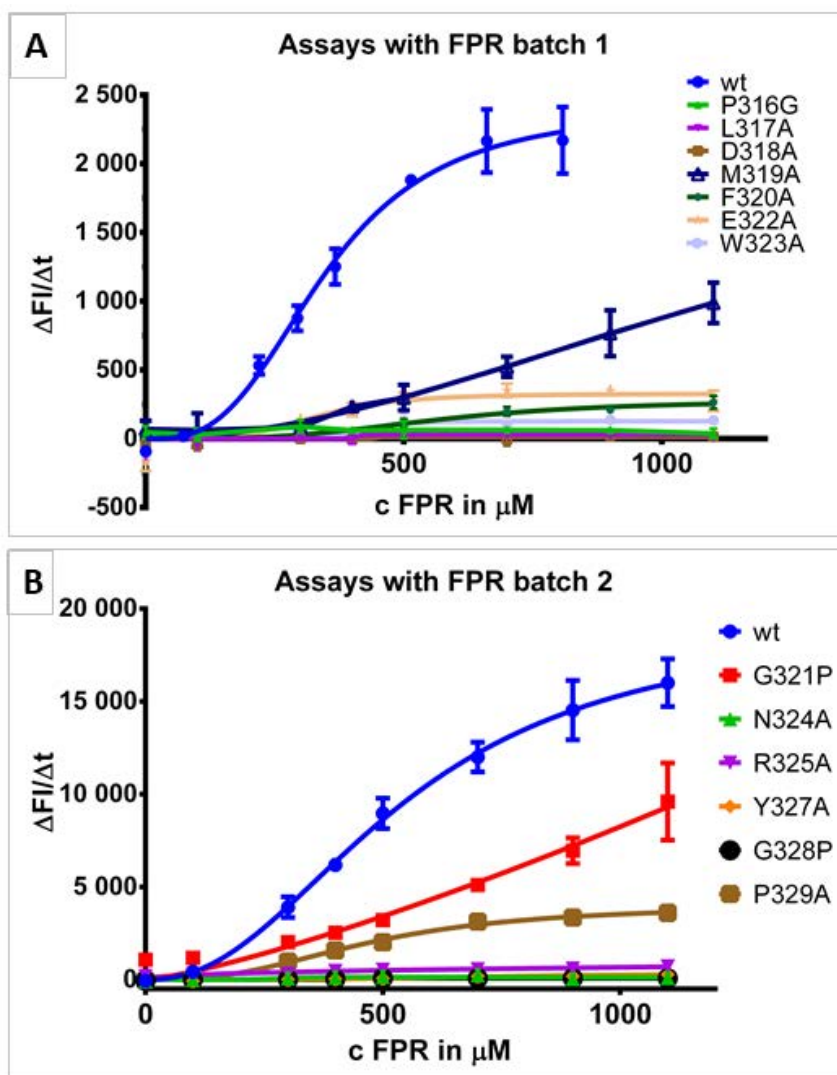 A
Assays with FPR batch 1
2 500
2 000
1 500
1 000
500
0
-500
ΔFI/Δt
500
1000
c FPR in μM
wt
P316G
L317A
D318A
M319A
F320A
E322A
W323A
B
Assays with FPR batch 2
20 000
15 000
10 000
5 000
0
ΔFI/Δt
0
500
1000
c FPR in μM
wt
G321P
N324A
R325A
Y327A
G328P
P329A